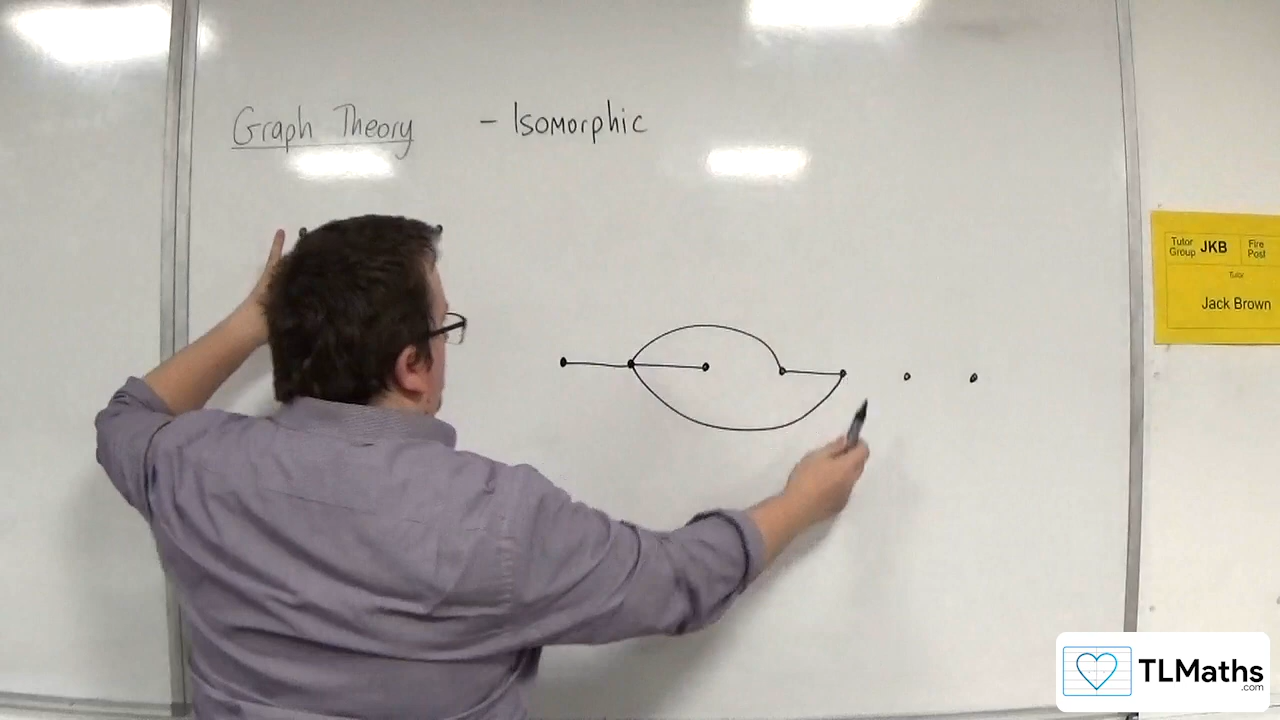 Graph Theory - Isomorphic
Tutor Group JKB Fire Post
Tutor
Jack Brown
TLMaths
.com